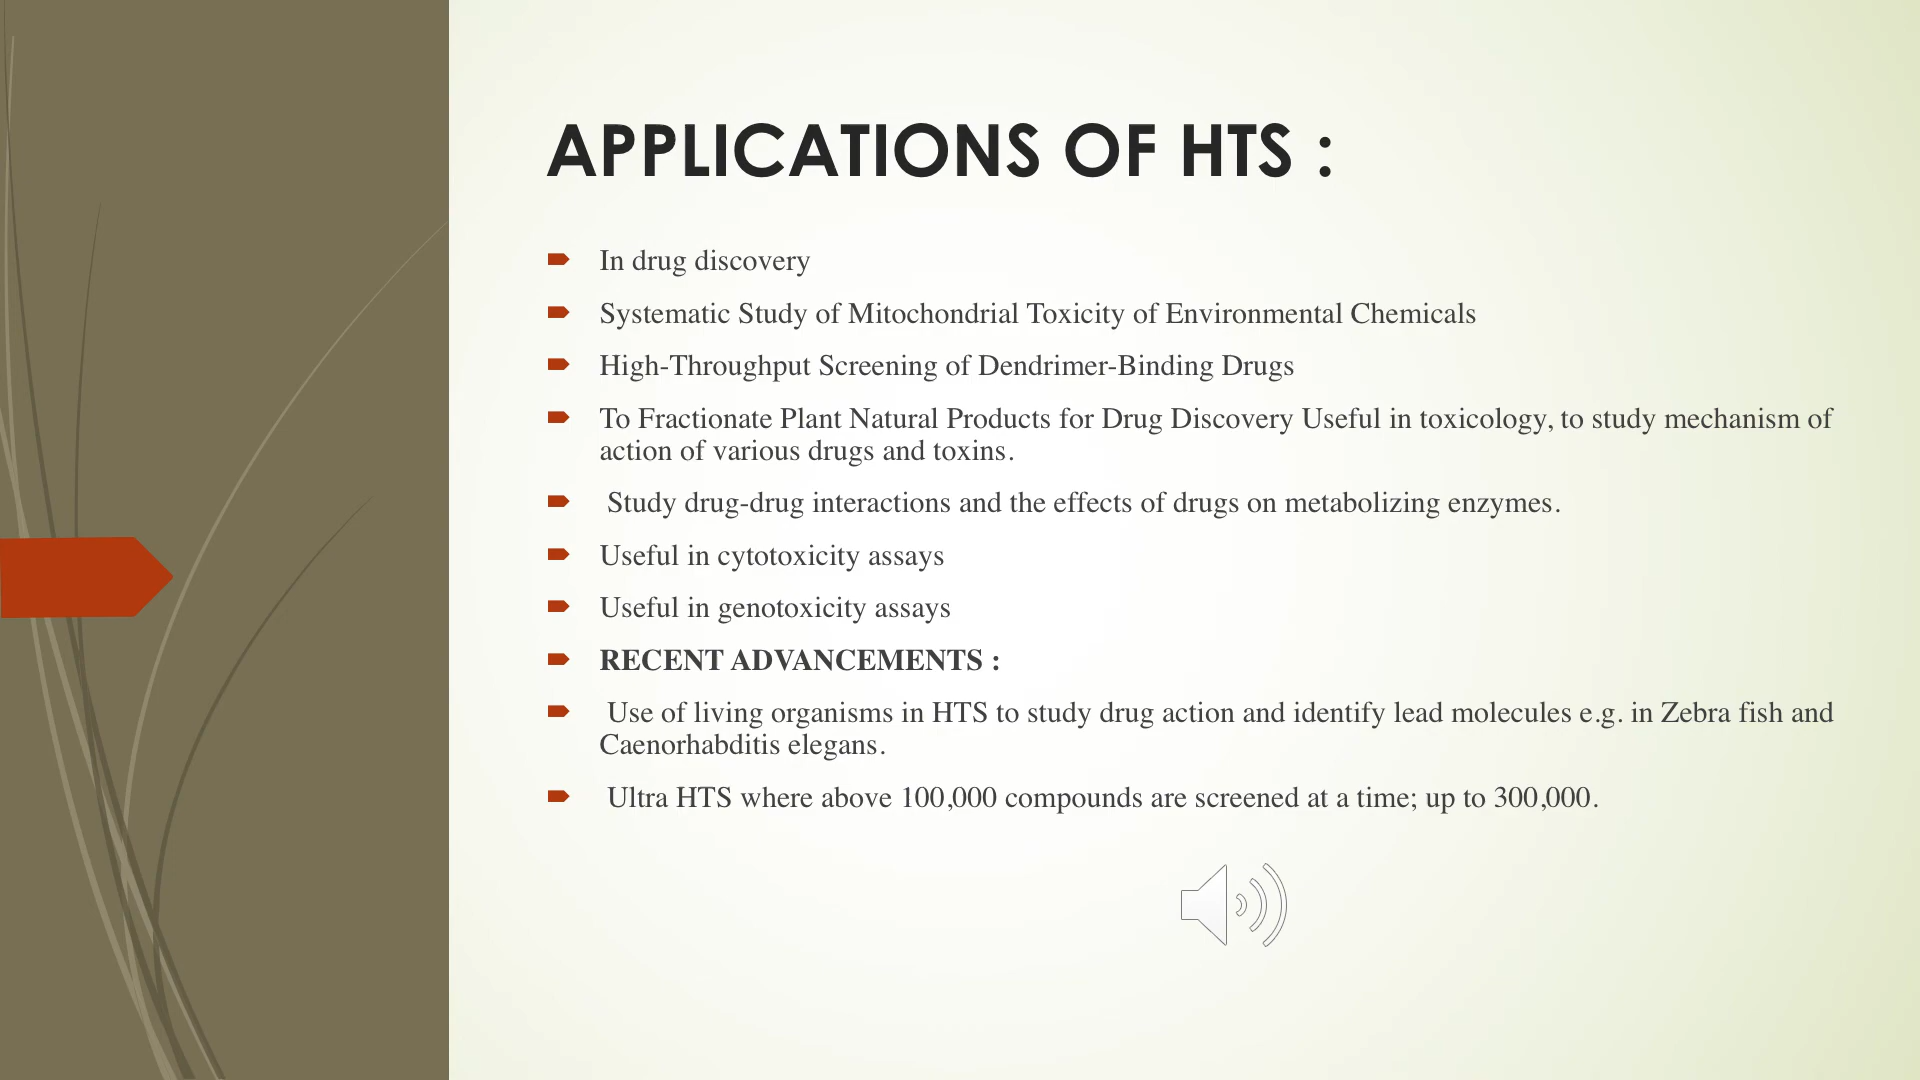 APPLICATIONS OF HTS :
In drug discovery
Systematic Study of Mitochondrial Toxicity of Environmental Chemicals
High-Throughput Screening of Dendrimer-Binding Drugs
To Fractionate Plant Natural Products for Drug Discovery Useful in toxicology, to study mechanism of
action of various drugs and toxins.
Study drug-drug interactions and the effects of drugs on metabolizing enzymes.
Useful in cytotoxicity assays
Useful in genotoxicity assays
RECENT ADVANCEMENTS :
Use of living organisms in HTS to study drug action and identify lead molecules e.g. in Zebra fish and
Caenorhabditis elegans.
Ultra HTS where above 100,000 compounds are screened at a time; up to 300,000.